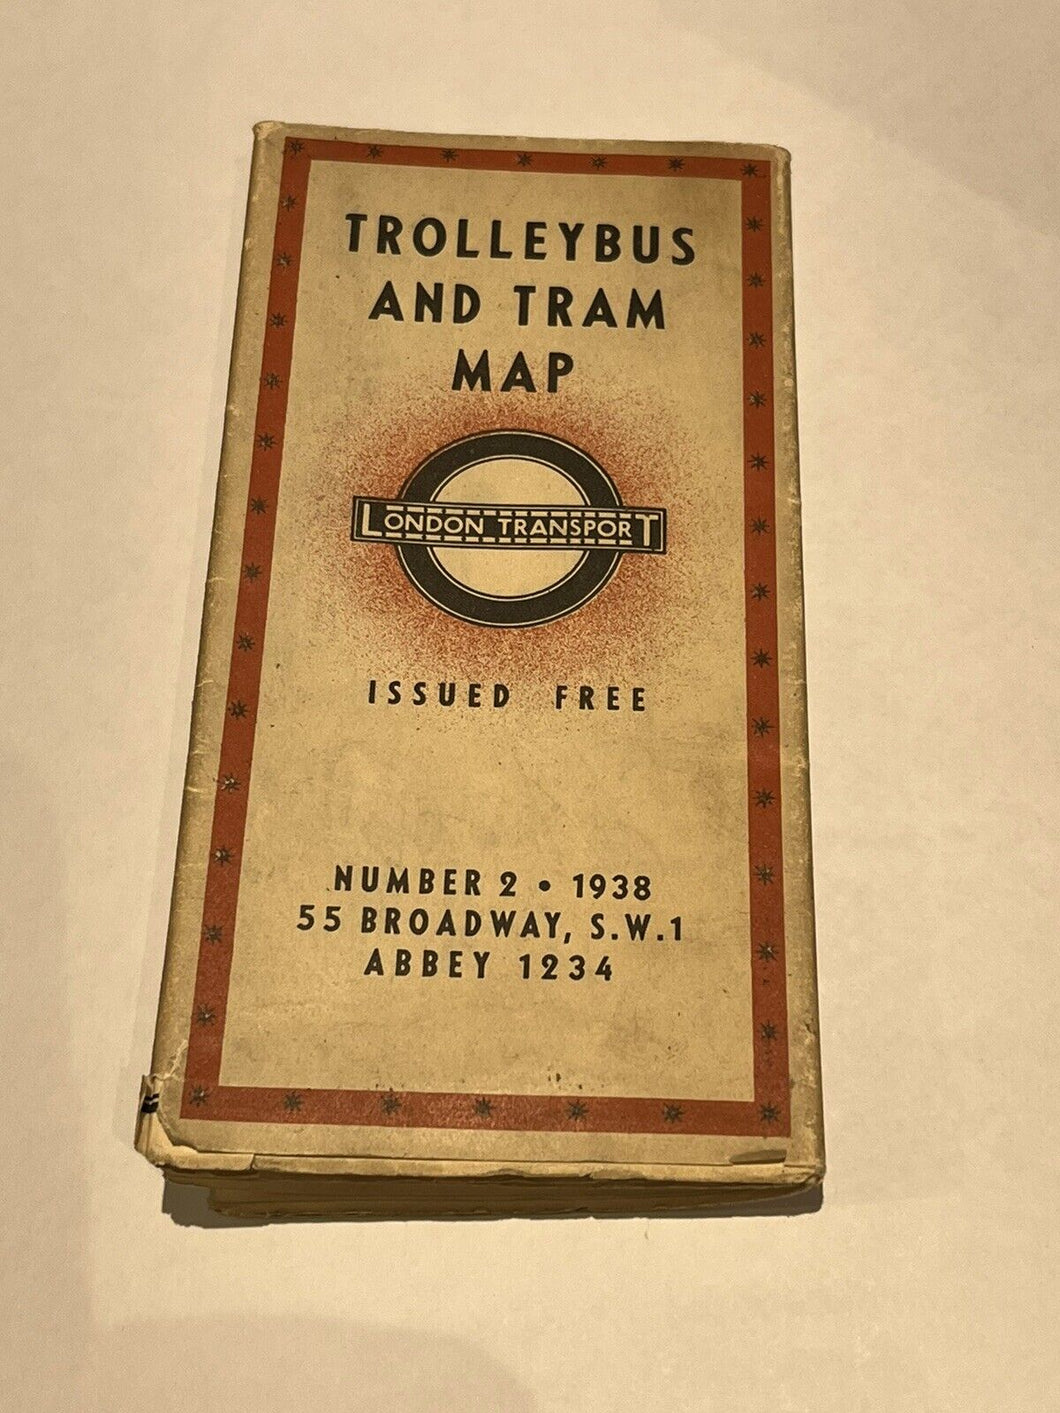 TROLLEYBUS
AND TRAM
MAP
LONDON TRANSPORT
ISSUED FREE
NUMBER 2 • 1938
55 BROADWAY, S.W.1
ABBEY 1234